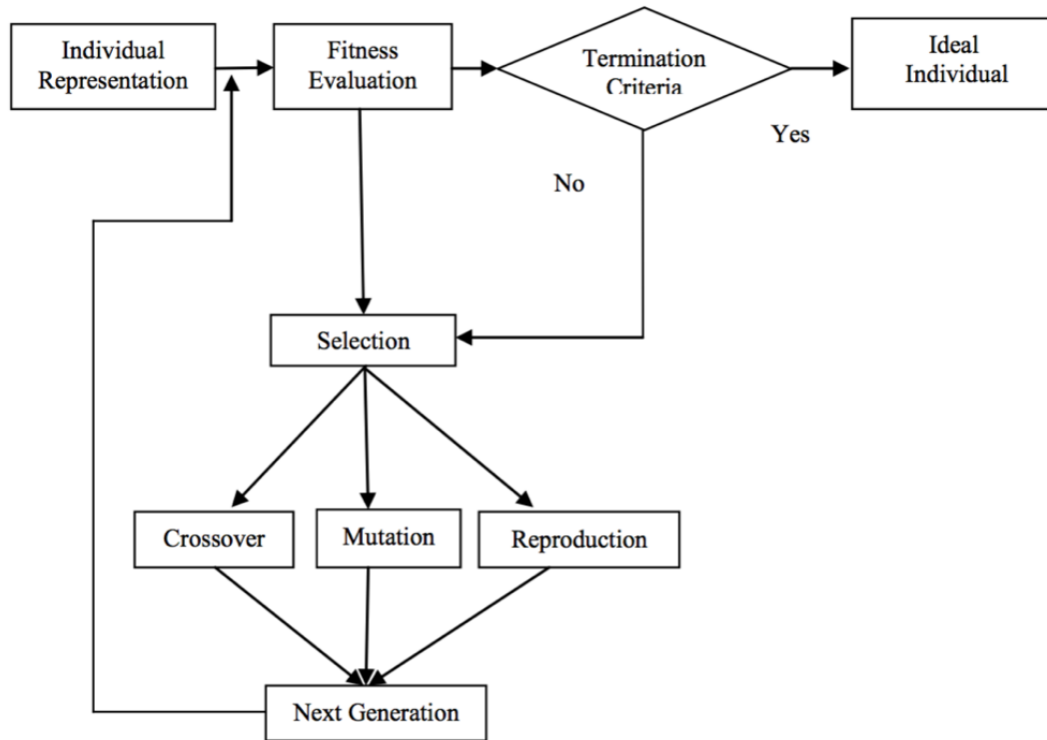 Individual
Representation
Fitness
Evaluation
Termination
Criteria
Ideal
Individual
Yes
No
Selection
Crossover
Mutation
Reproduction
Next Generation